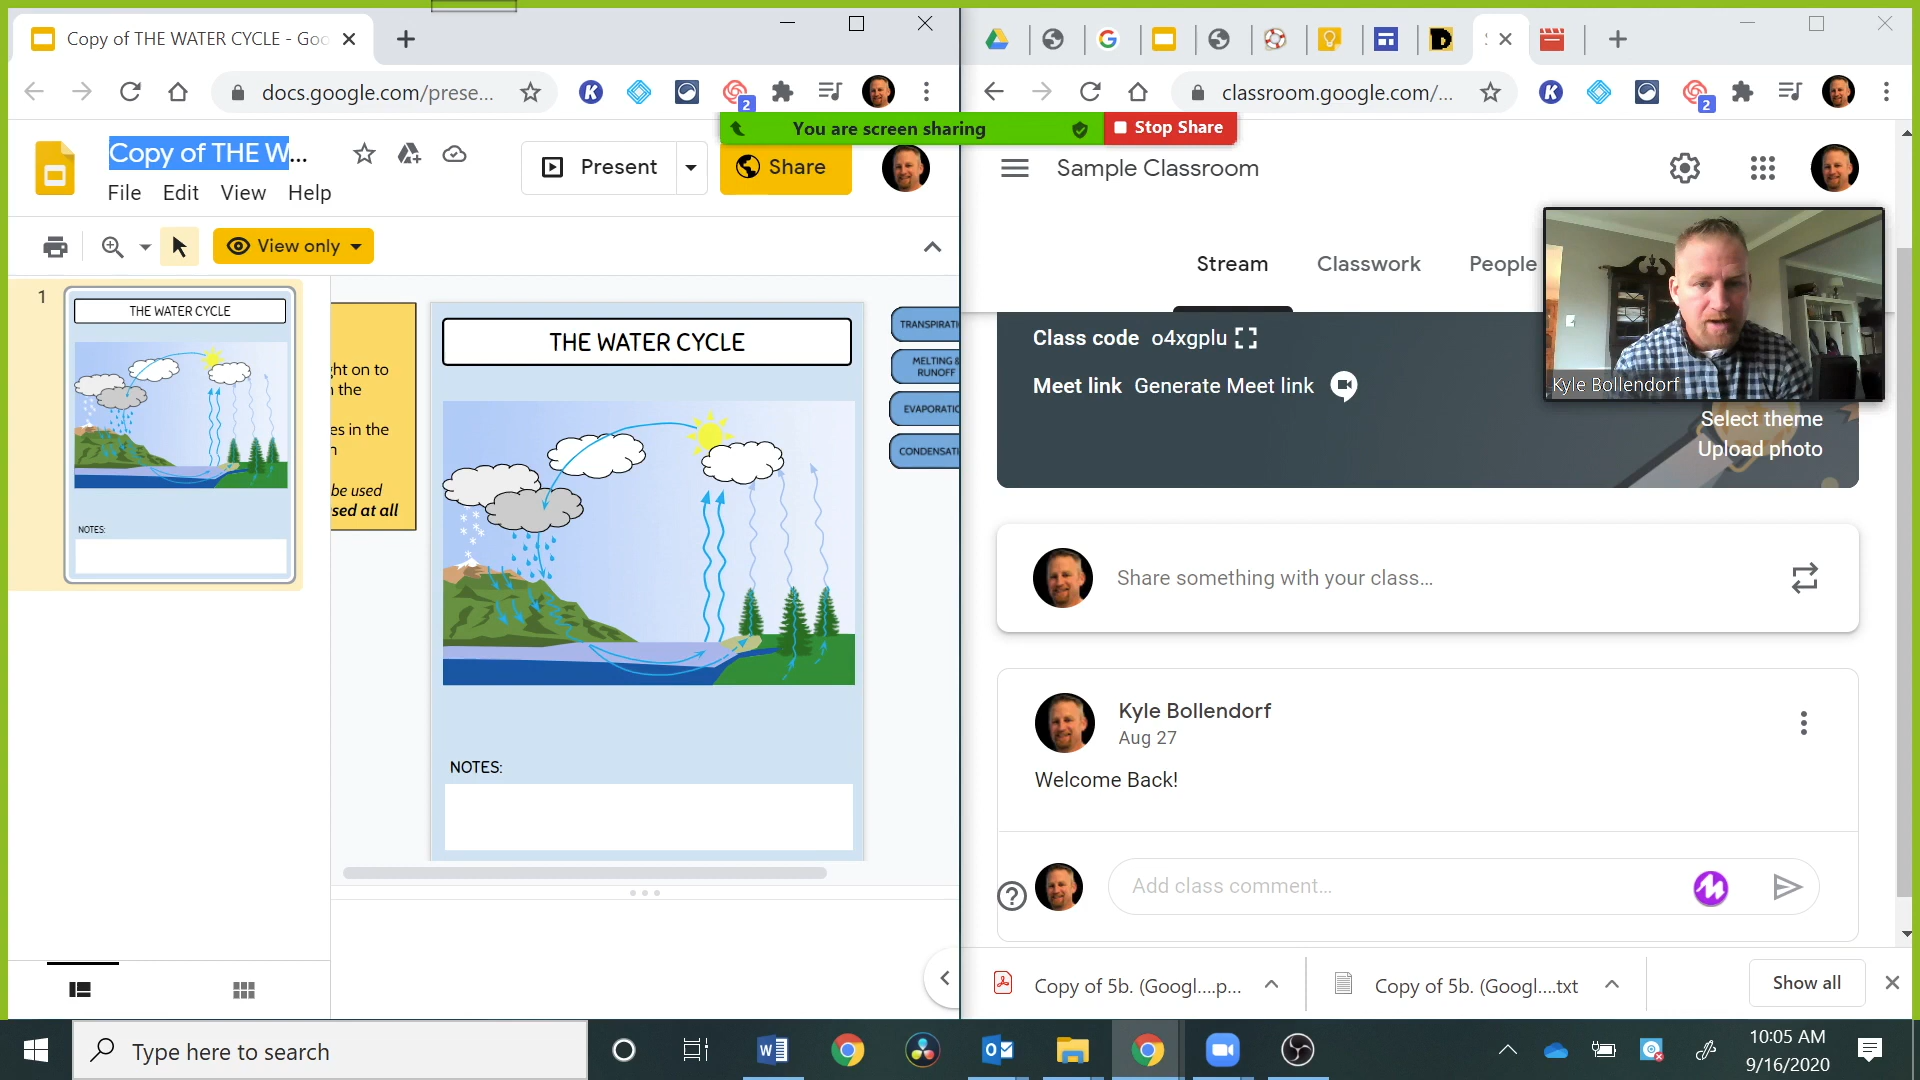 Copy of THE WATER CYCLE - Goo
docs.google.com/prese...
2
classroom.google.com/...
2
You are screen sharing
Stop Share
Copy of THE W...
Present
Share
File Edit View Help
View only
1
THE WATER CYCLE
NOTES:
ht on to
the
es in the
be used
sed at all
THE WATER CYCLE
NOTES:
TRANSPIRATI
MELTING &
RUNOFF
EVAPORATIO
CONDENSATI
Sample Classroom
Stream Classwork People
Kyle Bollendorf
Class code o4xgplu
Meet link Generate Meet link
Select theme
Upload photo
Share something with your class...
Kyle Bollendorf
Aug 27
Welcome Back!
Add class comment...
Copy of 5b. (Googl....p...
Copy of 5b. (Googl....txt
Show all
Type here to search
10:05 AM
9/16/2020